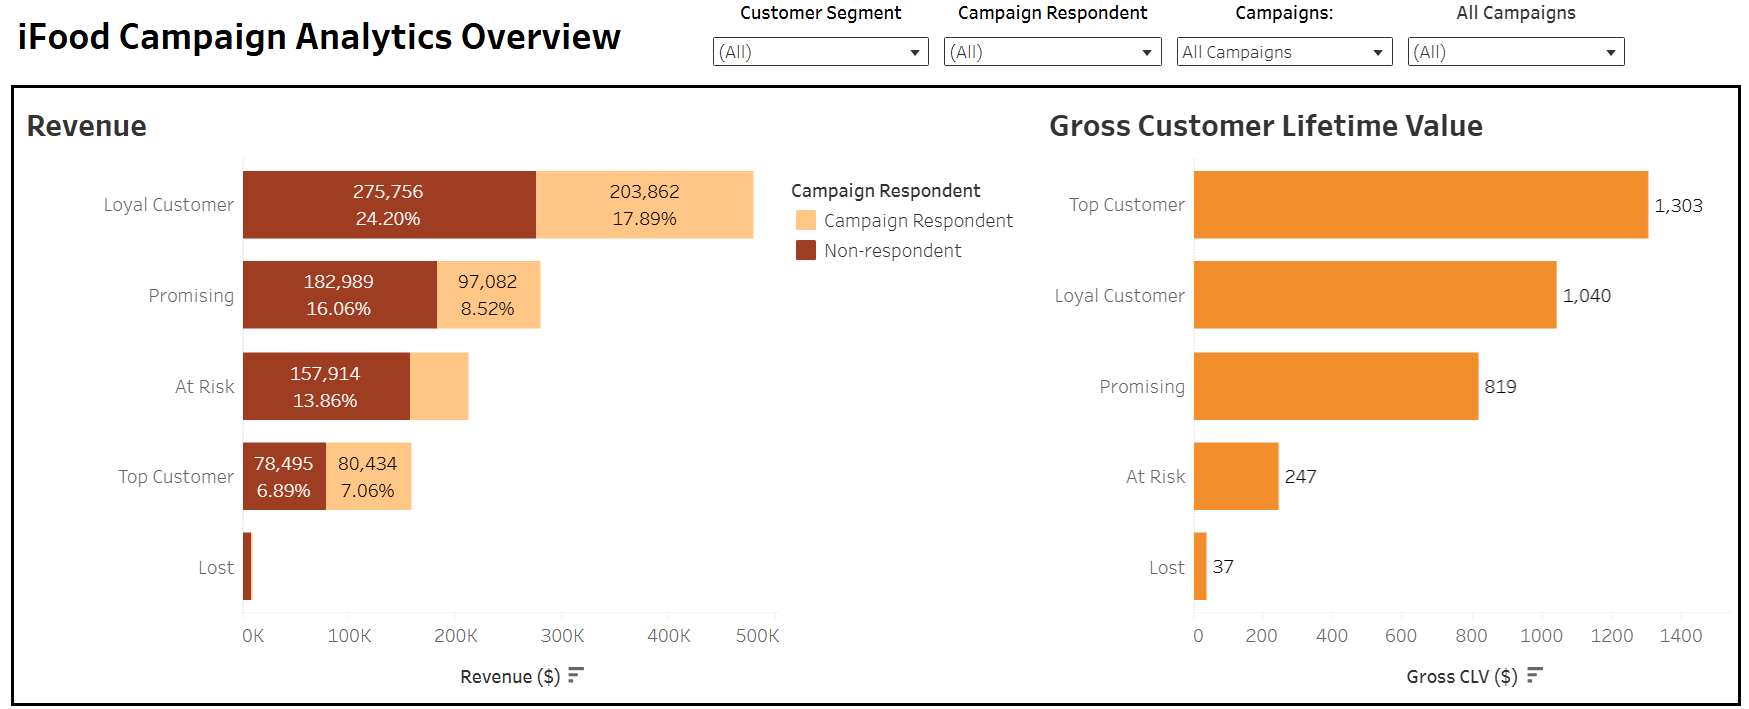 iFood Campaign Analytics Overview
Customer Segment
(All)
Campaign Respondent
(All)
Campaigns:
All Campaigns
All Campaigns
(All)
Revenue
Loyal Customer
275,756
24.20%
203,862
17.89%
Promising
182,989
16.06%
97,082
8.52%
At Risk
157,914
13.86%
Top Customer
78,495
6.89%
80,434
7.06%
Lost
0K 100K 200K 300K 400K 500K
Revenue ($)
Campaign Respondent
Campaign Respondent
Non-respondent
Gross Customer Lifetime Value
Top Customer 1,303
Loyal Customer 1,040
Promising 819
At Risk 247
Lost 37
0 200 400 600 800 1000 1200 1400
Gross CLV ($)